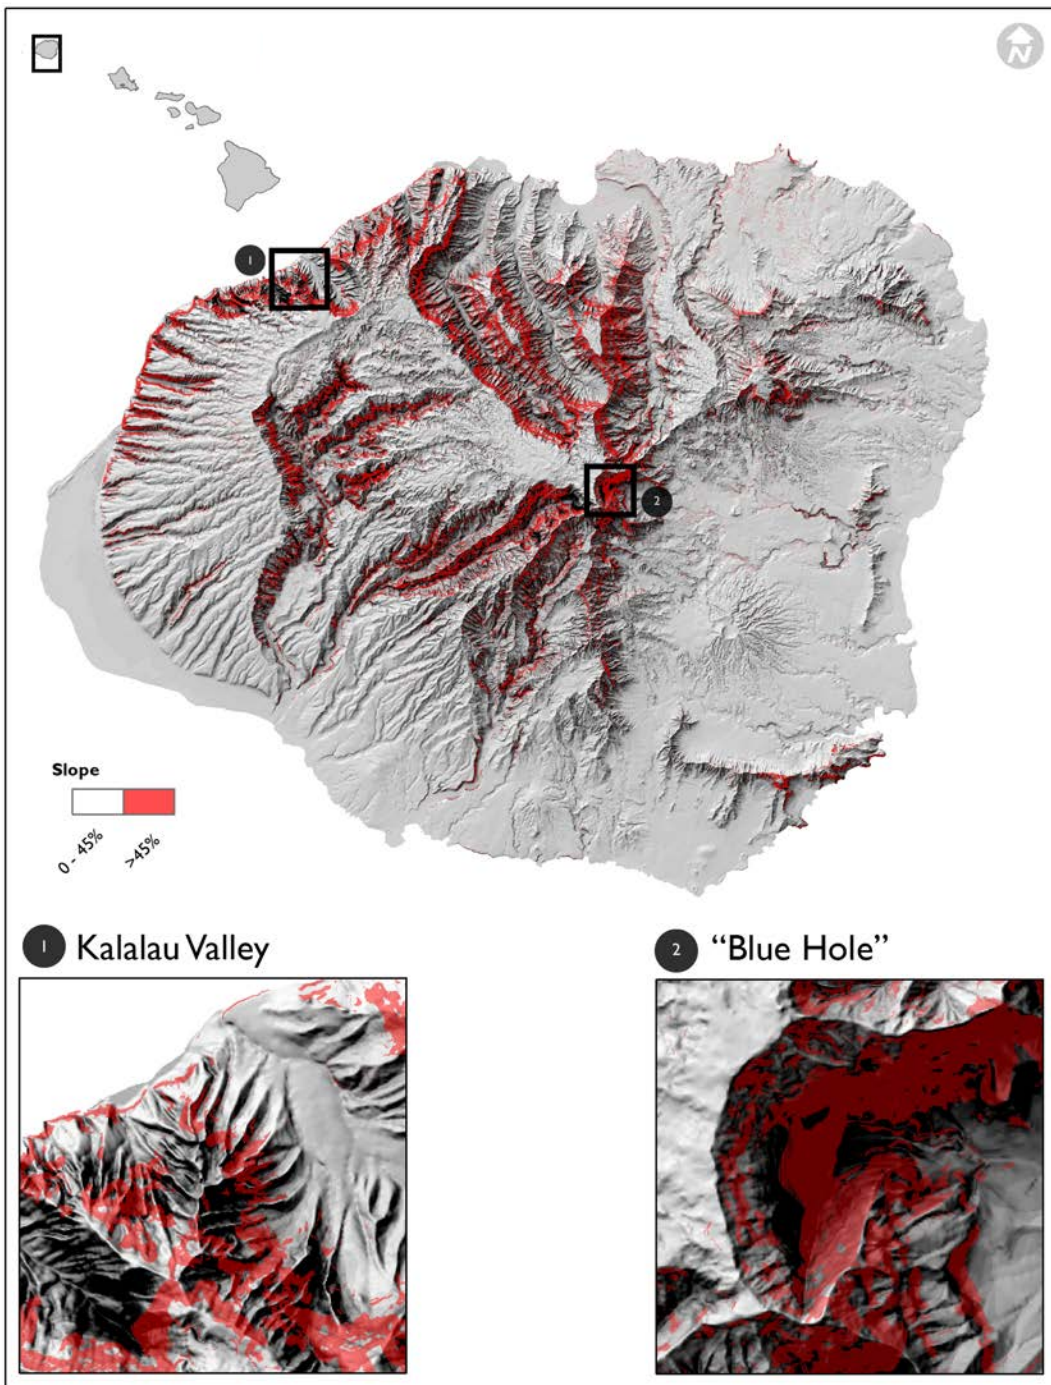 N
1
2
Slope
0 - 45%
>45%
1 Kalalau Valley
2 “Blue Hole”